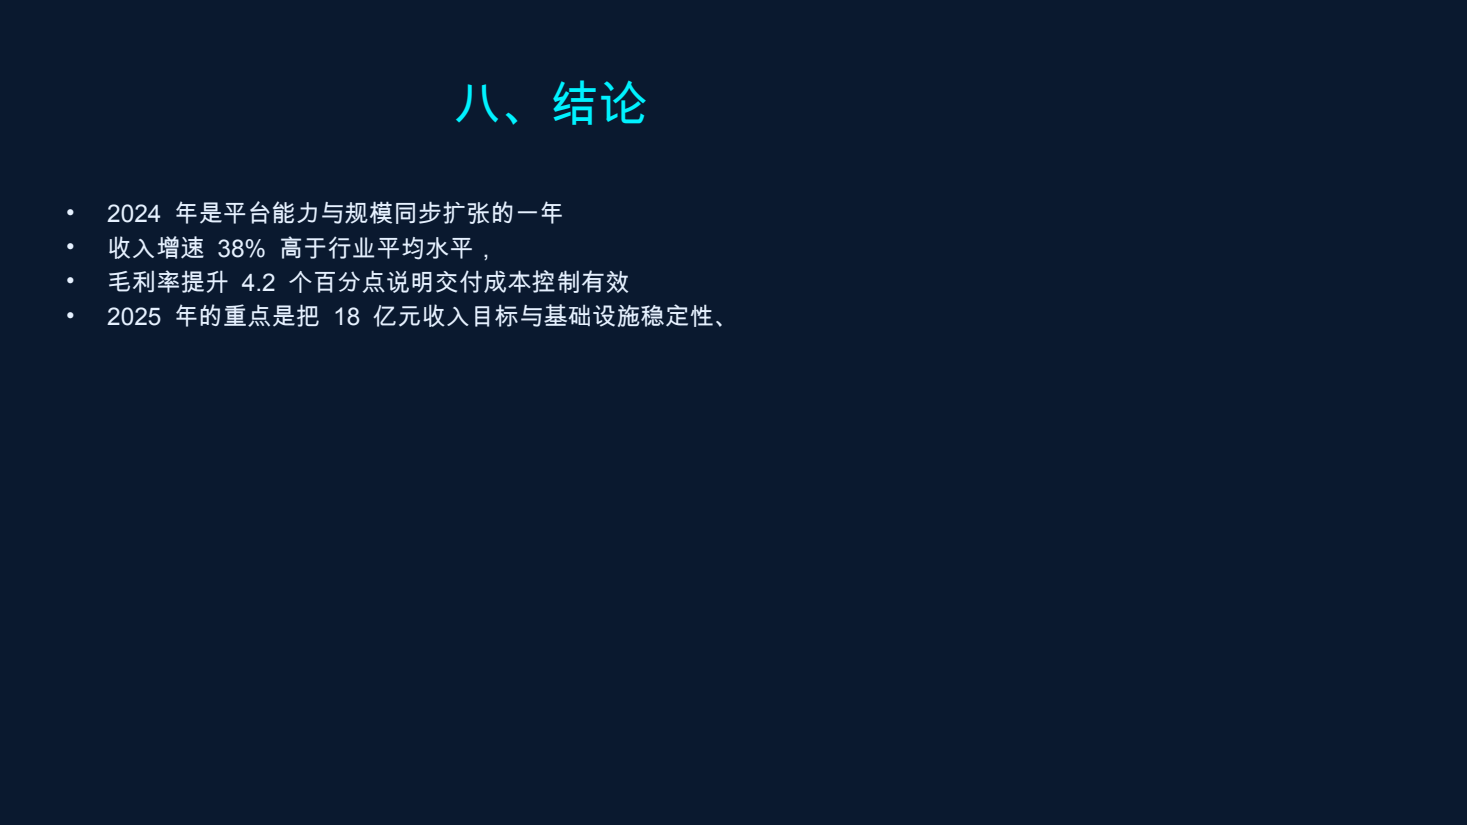 八、结论
• 2024 年是平台能力与规模同步扩张的一年
• 收入增速 38% 高于行业平均水平，
• 毛利率提升 4.2 个百分点说明交付成本控制有效
• 2025 年的重点是把 18 亿元收入目标与基础设施稳定性、